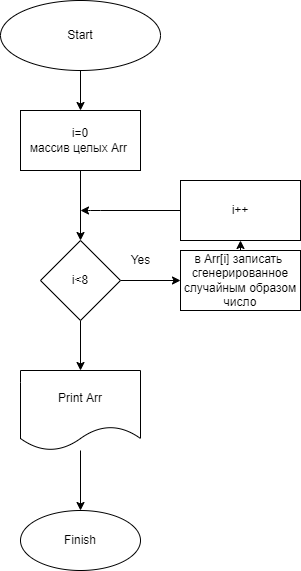 Start
i=0
массив целых Arr
i++
i<8
Yes
в Arr[i] записать
сгенерированное
случайным образом
число
Print Arr
Finish